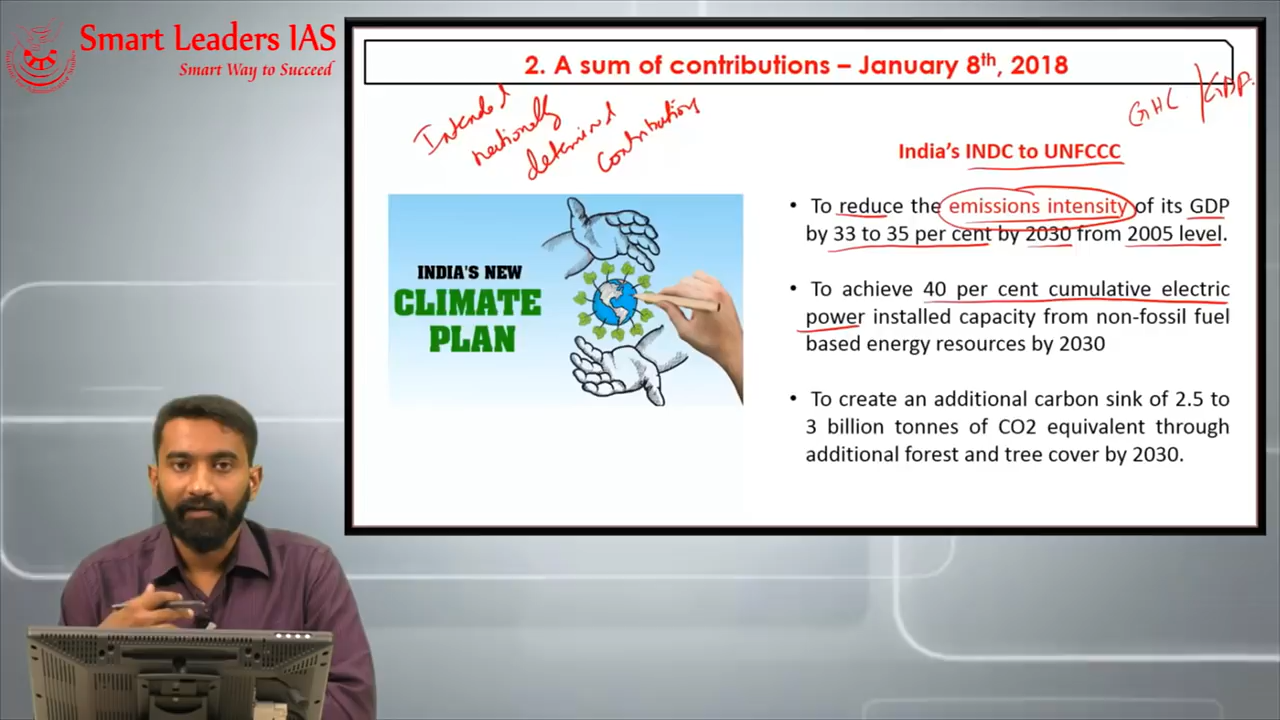 Smart Leaders IAS
Smart Way to Succeed
2. A sum of contributions – January 8th, 2018
Intended
nationally
determined
contributions
GHG / GDP
India's INDC to UNFCCC
• To reduce the emissions intensity of its GDP
by 33 to 35 per cent by 2030 from 2005 level.
• To achieve 40 per cent cumulative electric
power installed capacity from non-fossil fuel
based energy resources by 2030
• To create an additional carbon sink of 2.5 to
3 billion tonnes of CO2 equivalent through
additional forest and tree cover by 2030.
INDIA'S NEW
CLIMATE
PLAN